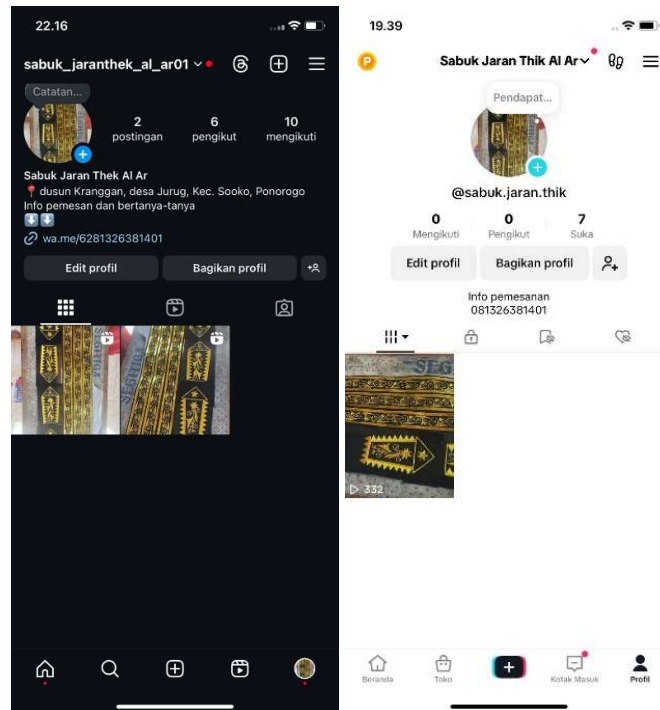 22.16
sabuk_jaranthek_al_ar01
Catatan...
2
postingan
6
pengikut
10
mengikuti
Sabuk Jaran Thek Al Ar
dusun Kranggan, desa Jurug, Kec. Sooko, Ponorogo
Info pemesan dan bertanya-tanya
wa.me/6281326381401
Edit profil
Bagikan profil
19.39
P
Sabuk Jaran Thik Al Ar
Pendapat...
@sabuk.jaran.thik
0
Mengikuti
0
Pengikut
7
Suka
Edit profil
Bagikan profil
Info pemesanan
081326381401
SEG
332
Beranda
Toko
Kotak Masuk
Profil